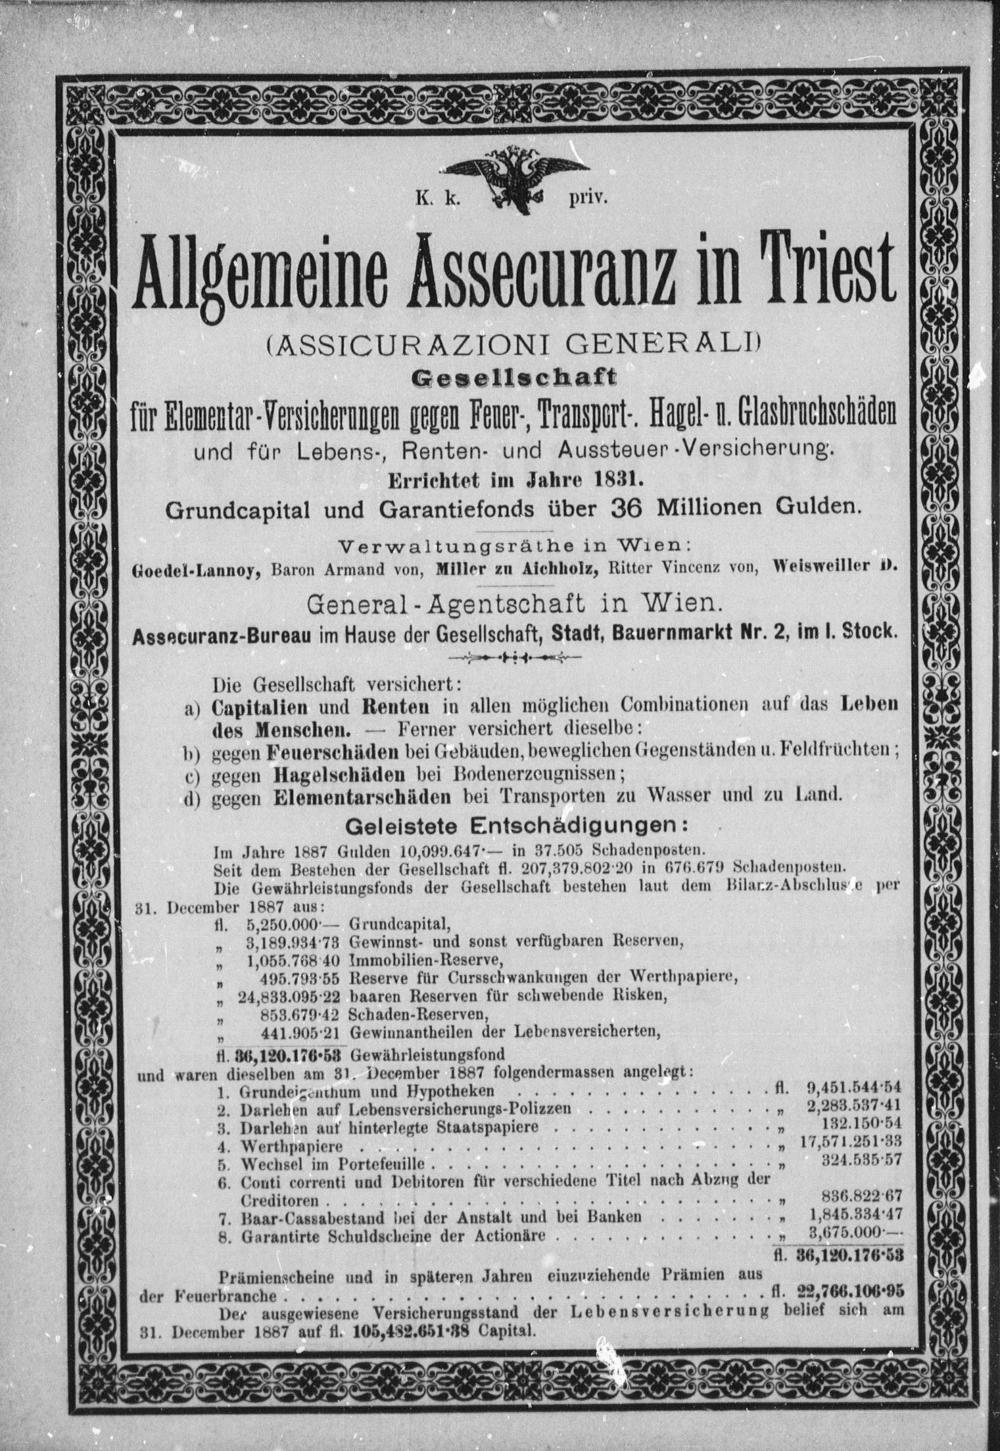 K. k. priv.
Allgemeine Assecuranz in Triest
(ASSICURAZIONI GENERALI)
Gesellschaft
für Elementar-Versicherungen gegen Feuer-, Transport-, Hagel- u. Glasbruchschäden
und für Lebens-, Renten- und Aussteuer-Versicherung.
Errichtet im Jahre 1831.
Grundcapital und Garantiefonds über 36 Millionen Gulden.
Verwaltungsräthe in Wien:
Goedel-Lannoy, Baron Armand von, Miller zu Aichholz, Ritter Vincenz von, Weisweiller D.
General-Agentschaft in Wien.
Assecuranz-Bureau im Hause der Gesellschaft, Stadt, Bauernmarkt Nr. 2, im I. Stock.
Die Gesellschaft versichert:
a) Capitalien und Renten in allen möglichen Combinationen auf das Leben
des Menschen. — Ferner versichert dieselbe:
b) gegen Feuerschäden bei Gebäuden, beweglichen Gegenständen u. Feldfrüchten;
c) gegen Hagelschäden bei Bodenerzeugnissen;
d) gegen Elementarschäden bei Transporten zu Wasser und zu Land.
Geleistete Entschädigungen:
Im Jahre 1887 Gulden 10,099.647·— in 37.505 Schadenposten.
Seit dem Bestehen der Gesellschaft fl. 207,379.802·20 in 676.679 Schadenposten.
Die Gewährleistungsfonds der Gesellschaft bestehen laut dem Bilanz-Abschlusse per
31. December 1887 aus:
fl. 5,250.000·— Grundcapital,
„ 3,189.934·73 Gewinnst- und sonst verfügbaren Reserven,
„ 1,055.768·40 Immobilien-Reserve,
„ 495.793·55 Reserve für Cursschwankungen der Werthpapiere,
„ 24,833.095·22 baaren Reserven für schwebende Risken,
„ 853.679·42 Schaden-Reserven,
„ 441.905·21 Gewinnantheilen der Lebensversicherten,
fl. 36,120.176·53 Gewährleistungsfond
und waren dieselben am 31. December 1887 folgendermassen angelegt:
1. Grundeigenthum und Hypotheken . . . . . . . . . . . . . fl. 9,451.544·54
2. Darlehen auf Lebensversicherungs-Polizzen . . . . . . . . . „ 2,283.537·41
3. Darlehen auf hinterlegte Staatspapiere . . . . . . . . . . . „ 132.150·54
4. Werthpapiere . . . . . . . . . . . . . . . . . . . „ 17,571.251·33
5. Wechsel im Portefeuille . . . . . . . . . . . . . . . . „ 324.535·57
6. Conti correnti und Debitoren für verschiedene Titel nach Abzug der
Creditoren . . . . . . . . . . . . . . . . . . . . . „ 836.822·67
7. Baar-Cassabestand bei der Anstalt und bei Banken . . . . . . . „ 1,845.334·47
8. Garantirte Schuldscheine der Actionäre . . . . . . . . . . . „ 3,675.000·—
fl. 36,120.176·53
Prämienscheine und in späteren Jahren einzuziehende Prämien aus
der Feuerbranche . . . . . . . . . . . . . . . . . . . . . . . fl. 22,766.106·95
Der ausgewiesene Versicherungsstand der Lebensversicherung belief sich am
31. December 1887 auf fl. 105,482.651·38 Capital.